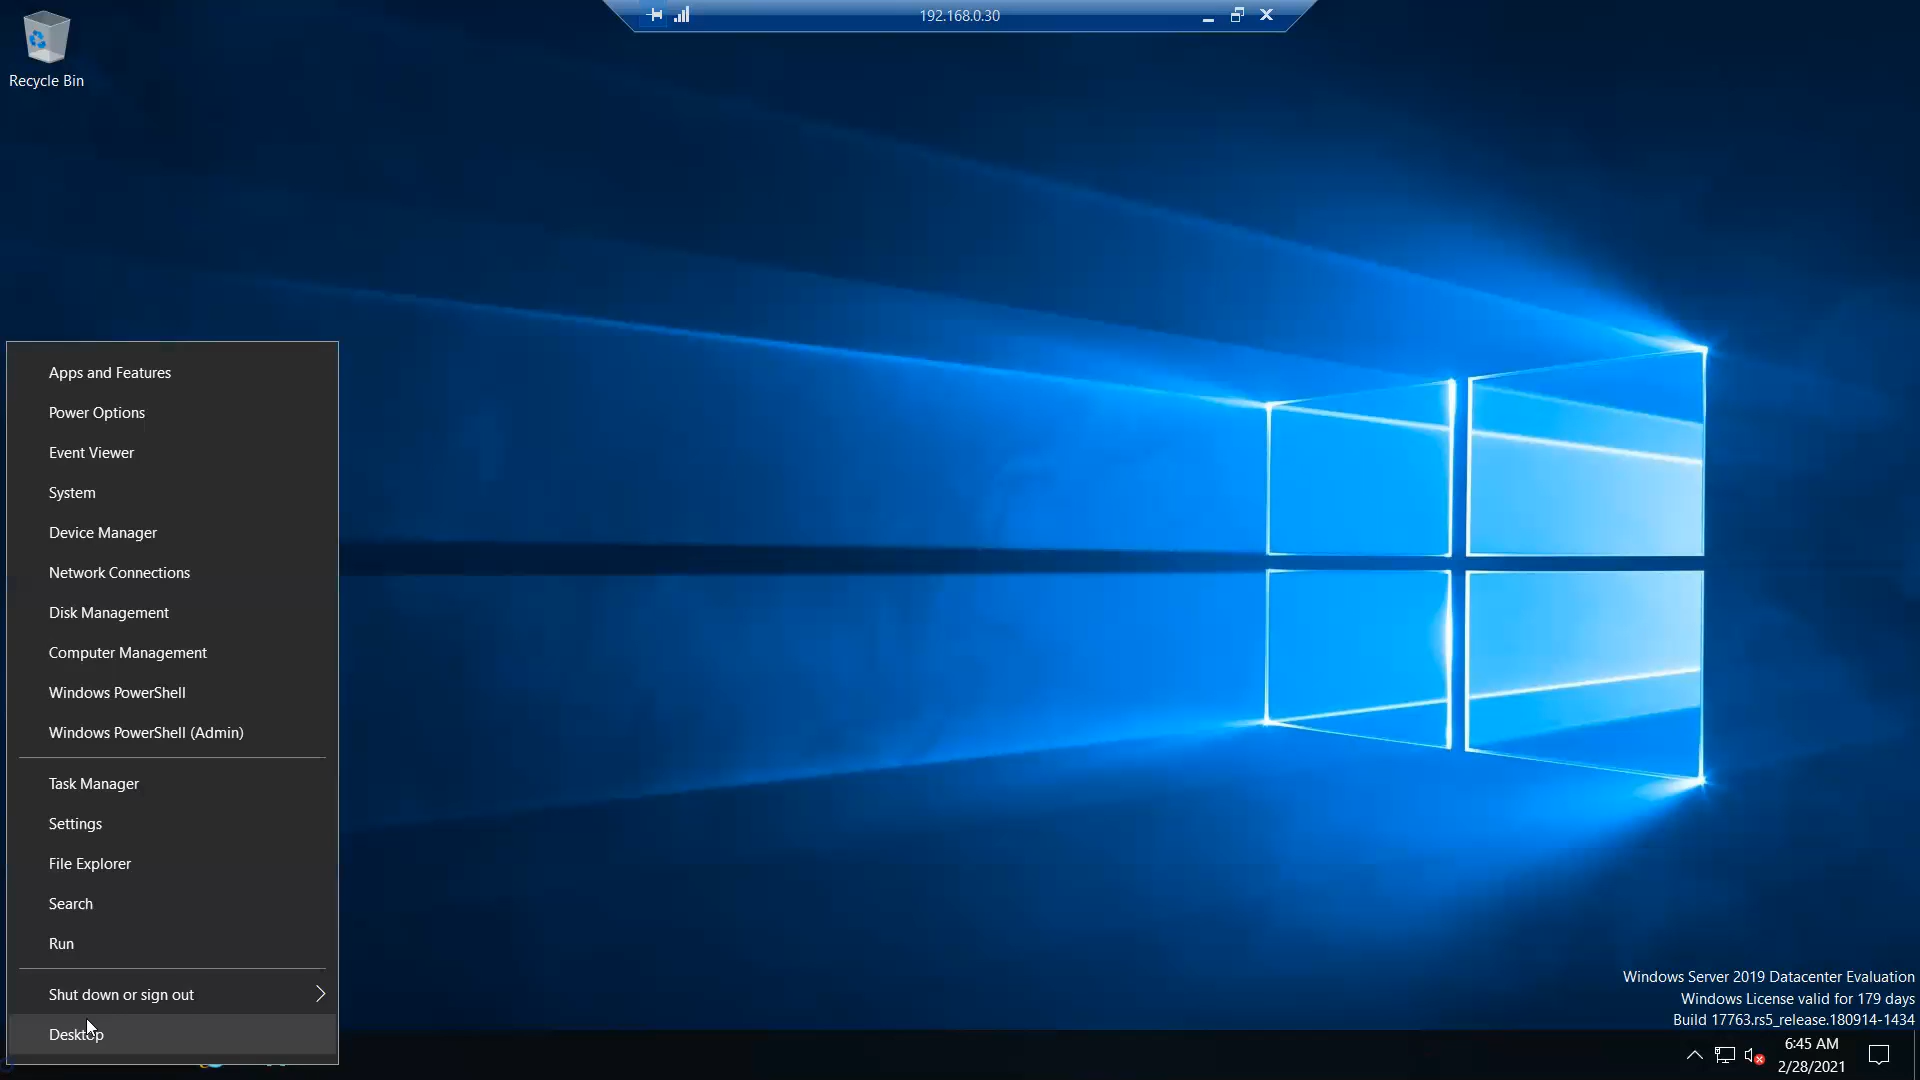 192.168.0.30
Recycle Bin
Apps and Features
Power Options
Event Viewer
System
Device Manager
Network Connections
Disk Management
Computer Management
Windows PowerShell
Windows PowerShell (Admin)
Task Manager
Settings
File Explorer
Search
Run
Shut down or sign out
Desktop
Windows Server 2019 Datacenter Evaluation
Windows License valid for 179 days
Build 17763.rs5_release.180914-1434
6:45 AM
2/28/2021